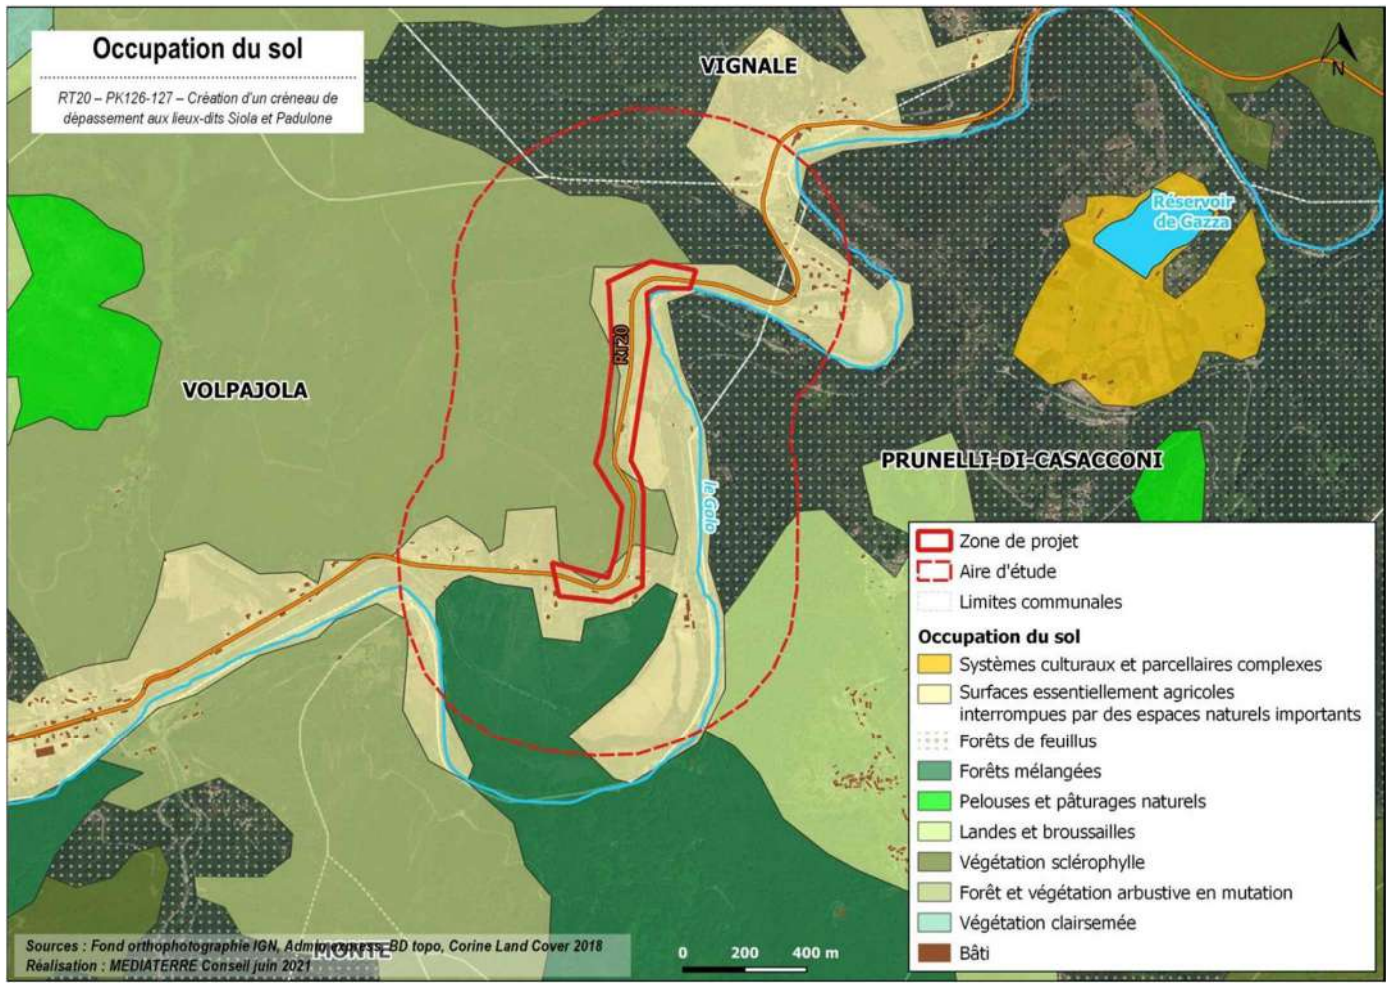 Occupation du sol
RT20 – PK126-127 – Création d'un créneau de
dépassement aux lieux-dits Siola et Padulone
VIGNALE
N
Réservoir
de Gazza
RT20
VOLPAJOLA
PRUNELLI-DI-CASACCONI
le Golo
Zone de projet
Aire d'étude
Limites communales
Occupation du sol
Systèmes culturaux et parcellaires complexes
Surfaces essentiellement agricoles
interrompues par des espaces naturels importants
Forêts de feuillus
Forêts mélangées
Pelouses et pâturages naturels
Landes et broussailles
Végétation sclérophylle
Forêt et végétation arbustive en mutation
Végétation clairsemée
Bâti
MONTE
Sources : Fond orthophotographie IGN, Admin express, BD topo, Corine Land Cover 2018
Réalisation : MEDIATERRE Conseil juin 2021
0 200 400 m